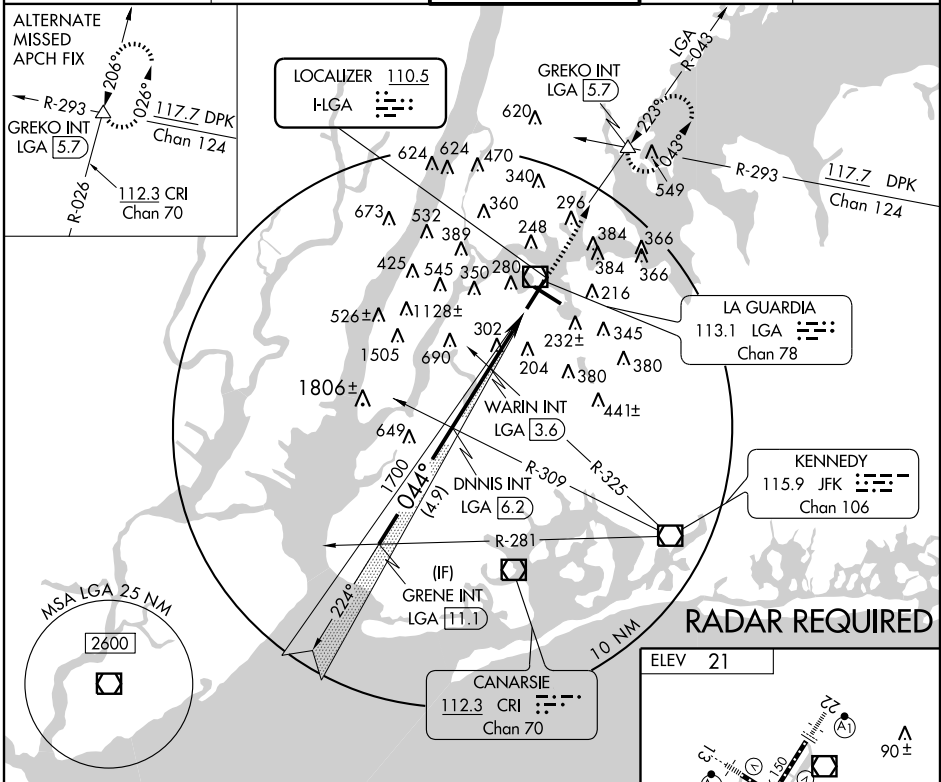 ALTERNATE
MISSED
APCH FIX
206°
026°
R-293
117.7 DPK
Chan 124
GREKO INT
LGA 5.7
112.3 CRI
Chan 70
R-026
LOCALIZER 110.5
I-LGA
GREKO INT
LGA 5.7
LGA
R-043
223°
043°
R-293
117.7 DPK
Chan 124
549
620
624
624
470
340
673
532
360
296
389
248
384
366
384
366
425
545
350
280
216
526±
1128±
1505
690
302
204
232±
345
380
380
1806±
441±
649
LA GUARDIA
113.1 LGA
Chan 78
WARIN INT
LGA 3.6
1700
044°
(4.9)
DNNIS INT
LGA 6.2
R-309
R-325
KENNEDY
115.9 JFK
Chan 106
R-281
(IF)
GRENE INT
LGA 11.1
224°
MSA LGA 25 NM
2600
10 NM
RADAR REQUIRED
CANARSIE
112.3 CRI
Chan 70
ELEV 21
22
A1
90±
13
V
150